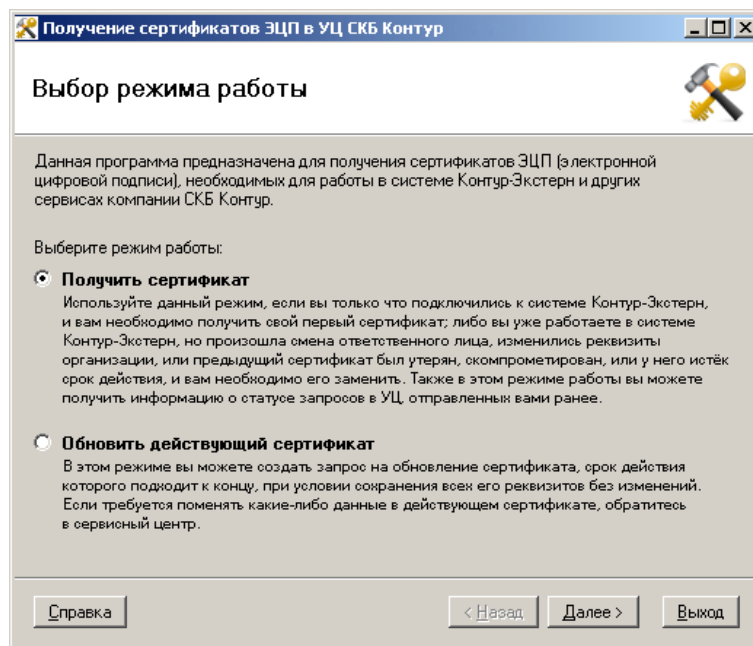 Получение сертификатов ЭЦП в УЦ СКБ Контур
Выбор режима работы
Данная программа предназначена для получения сертификатов ЭЦП (электронной
цифровой подписи), необходимых для работы в системе Контур-Экстерн и других
сервисах компании СКБ Контур.
Выберите режим работы:
Получить сертификат
Используйте данный режим, если вы только что подключились к системе Контур-Экстерн,
и вам необходимо получить свой первый сертификат; либо вы уже работаете в системе
Контур-Экстерн, но произошла смена ответственного лица, изменились реквизиты
организации, или предыдущий сертификат был утерян, скомпрометирован, или у него истёк
срок действия, и вам необходимо его заменить. Также в этом режиме работы вы можете
получить информацию о статусе запросов в УЦ, отправленных вами ранее.
Обновить действующий сертификат
В этом режиме вы можете создать запрос на обновление сертификата, срок действия
которого подходит к концу, при условии сохранения всех его реквизитов без изменений.
Если требуется поменять какие-либо данные в действующем сертификате, обратитесь
в сервисный центр.
Справка
< Назад
Далее >
Выход